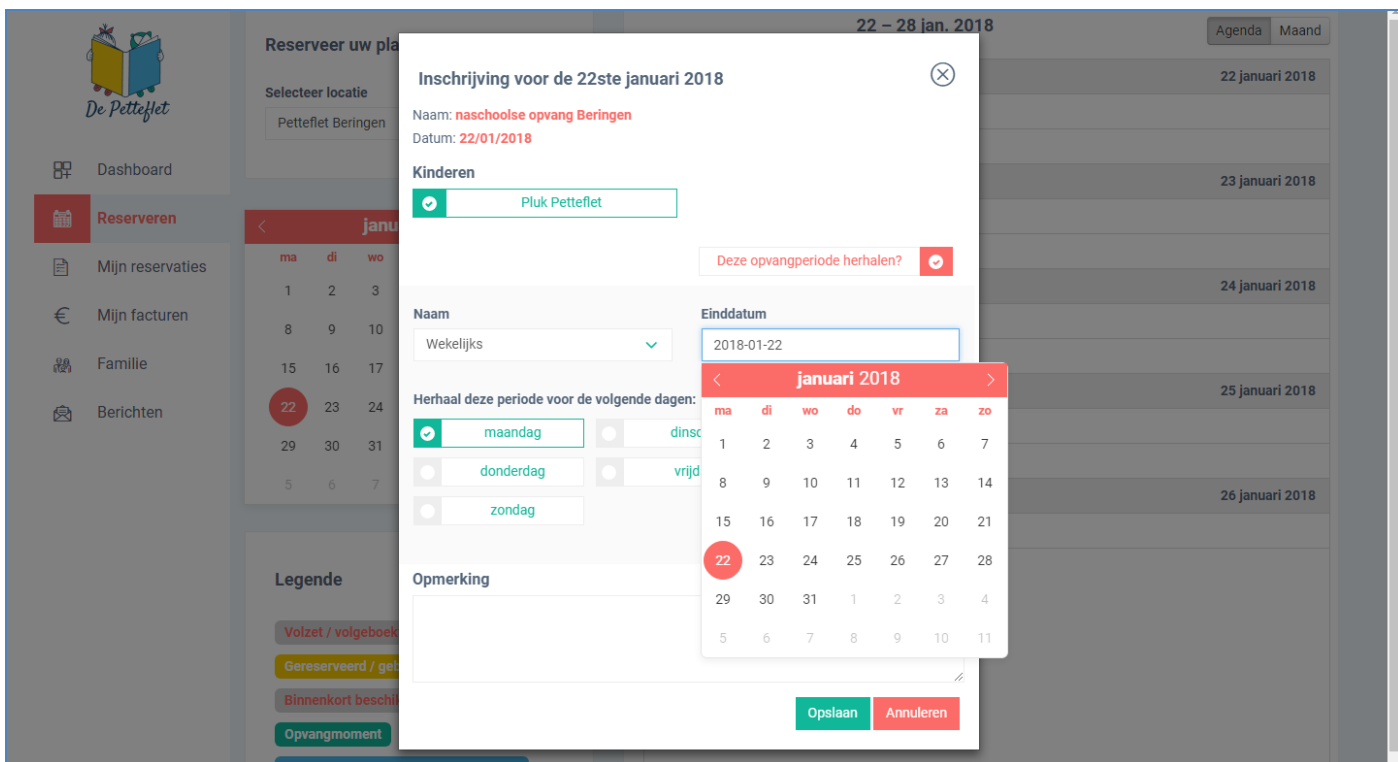 De Petteflet
Dashboard
Reserveren
Mijn reservaties
Mijn facturen
Familie
Berichten
Reserveer uw pla
Selecteer locatie
Petteflet Beringen
janu
ma di wo
1 2 3
8 9 10
15 16 17
22 23 24
29 30 31
5 6 7
Legende
Volzet / volgeboek
Gereserveerd / geb
Binnenkort beschik
Opvangmoment
Inschrijving voor de 22ste januari 2018
Naam: naschoolse opvang Beringen
Datum: 22/01/2018
Kinderen
Pluk Petteflet
Deze opvangperiode herhalen?
Naam
Wekelijks
Einddatum
2018-01-22
januari 2018
ma di wo do vr za zo
1 2 3 4 5 6 7
8 9 10 11 12 13 14
15 16 17 18 19 20 21
22 23 24 25 26 27 28
29 30 31 1 2 3 4
5 6 7 8 9 10 11
Herhaal deze periode voor de volgende dagen:
maandag dinsd
donderdag vrijd
zondag
Opmerking
Opslaan Annuleren
22 – 28 jan. 2018
Agenda Maand
22 januari 2018
23 januari 2018
24 januari 2018
25 januari 2018
26 januari 2018